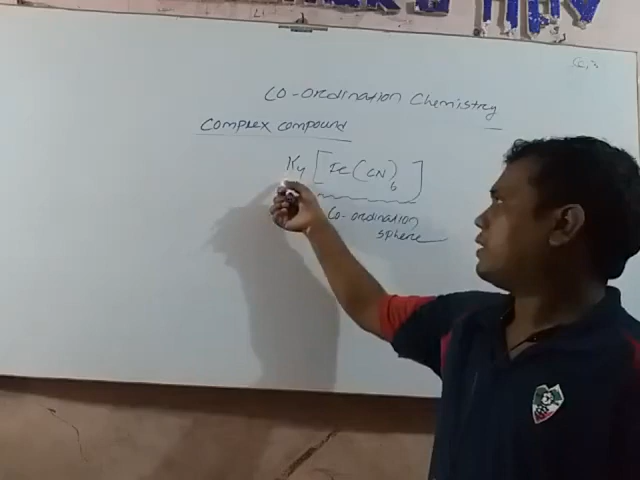 Co-ordination Chemistry
Complex compound
K4 [Fe(CN)6]
Co-ordination
sphere